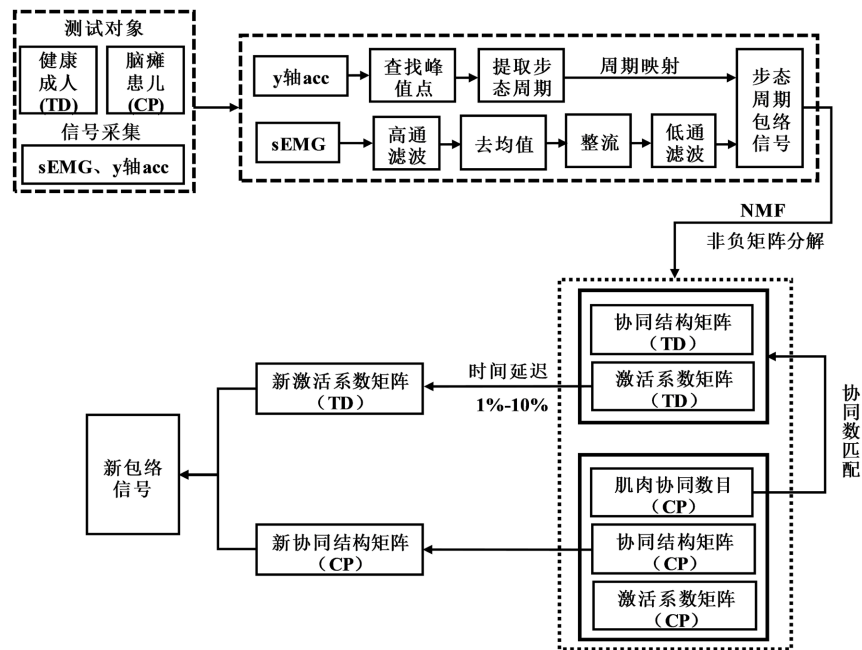 测试对象
健康
成人
(TD)
脑瘫
患儿
(CP)
信号采集
sEMG、y轴acc
y轴acc
查找峰
值点
提取步
态周期
周期映射
sEMG
高通
滤波
去均值
整流
低通
滤波
步态
周期
包络
信号
NMF
非负矩阵分解
协同结构矩阵
（TD）
激活系数矩阵
（TD）
时间延迟
1%-10%
新激活系数矩阵
（TD）
协同数匹配
新包络
信号
肌肉协同数目
（CP）
协同结构矩阵
（CP）
激活系数矩阵
（CP）
新协同结构矩阵
（CP）